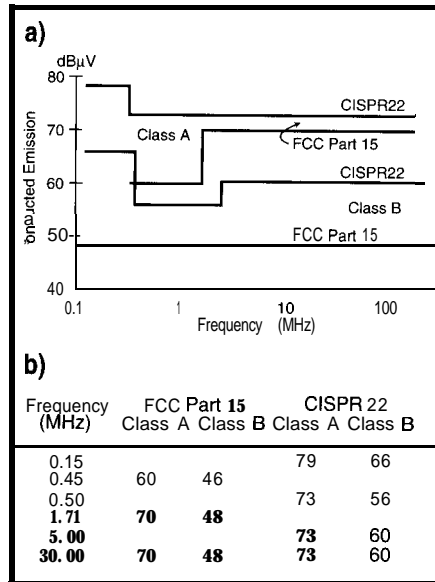 a)
dBµV
80
70
60
50
40
0.1
1
10
100
Frequency (MHz)
Emission
CISPR22
Class A
FCC Part 15
CISPR22
Class B
FCC Part 15
b)
Frequency FCC Part 15 CISPR 22
(MHz) Class A Class B Class A Class B
0.15 79 66
0.45 60 46
0.50 73 56
1.71 70 48
5.00 73 60
30.00 70 48 73 60